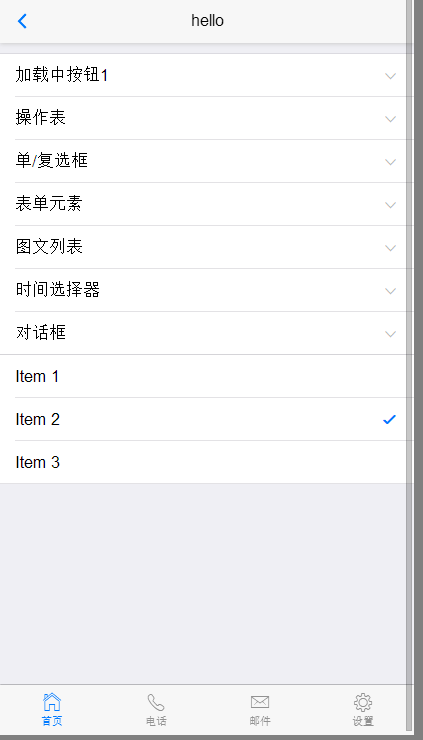 hello
加载中按钮1
操作表
单/复选框
表单元素
图文列表
时间选择器
对话框
Item 1
Item 2
Item 3
首页 电话 邮件 设置